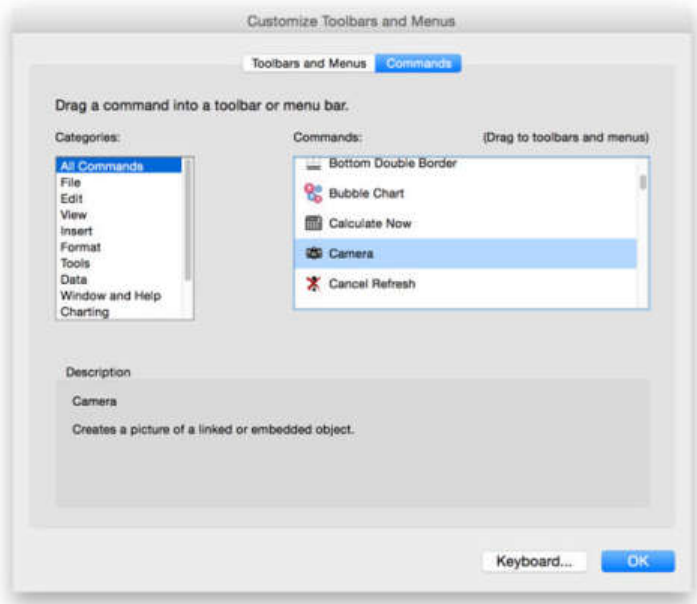 Customize Toolbars and Menus
Toolbars and Menus Commands
Drag a command into a toolbar or menu bar.
Categories: Commands: (Drag to toolbars and menus)
All Commands
File
Edit
View
Insert
Format
Tools
Data
Window and Help
Charting
Bottom Double Border
Bubble Chart
Calculate Now
Camera
Cancel Refresh
Description
Camera
Creates a picture of a linked or embedded object.
Keyboard... OK